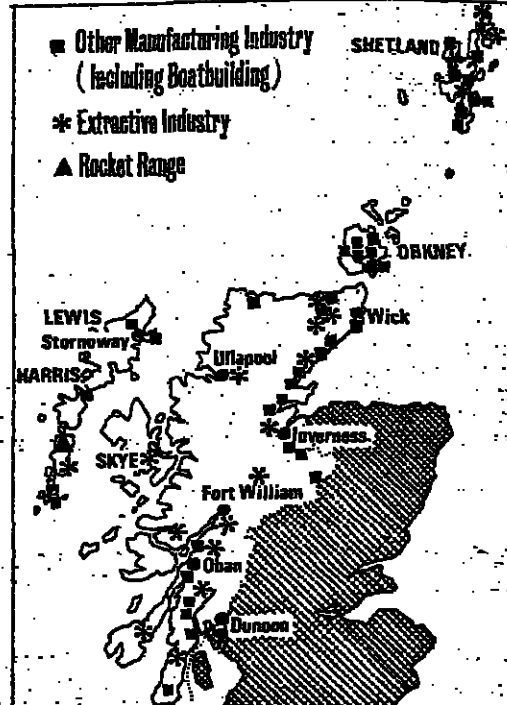 Other Manufacturing Industry
(Including Boatbuilding)
Extractive Industry
Rocket Range
SHETLAND
ORKNEY
LEWIS
Stornoway
Wick
Ullapool
HARRIS
Inverness
SKYE
Fort William
Oban
Dunoon